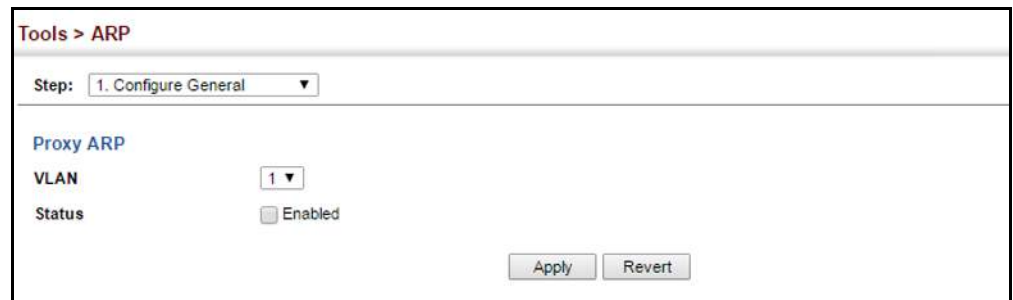 Tools > ARP
Step: 1. Configure General
Proxy ARP
VLAN 1
Status Enabled
Apply Revert